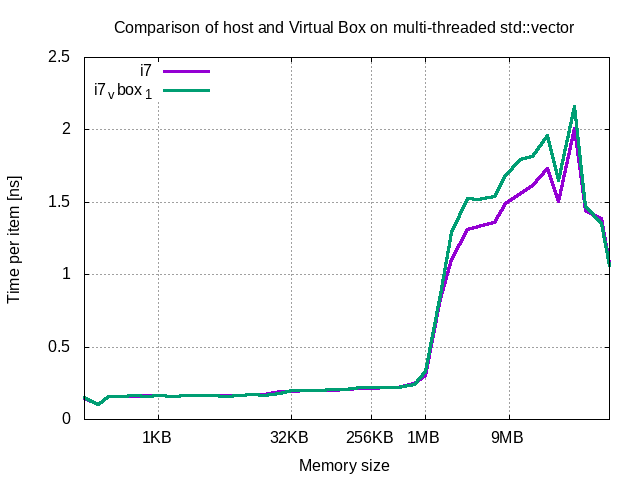 Comparison of host and Virtual Box on multi-threaded std::vector
2.5
2
1.5
1
0.5
0
i7
i7vbox1
Time per item [ns]
1KB 32KB 256KB 1MB 9MB
Memory size